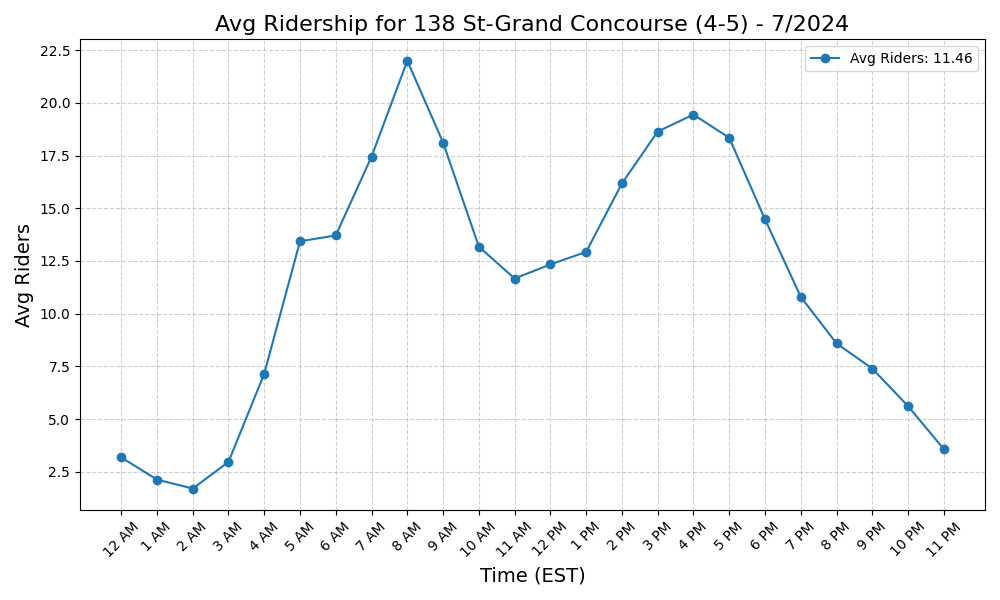 Avg Ridership for 138 St-Grand Concourse (4-5) - 7/2024
Avg Riders: 11.46
Avg Riders
22.5
20.0
17.5
15.0
12.5
10.0
7.5
5.0
2.5
12 AM
1 AM
2 AM
3 AM
4 AM
5 AM
6 AM
7 AM
8 AM
9 AM
10 AM
11 AM
12 PM
1 PM
2 PM
3 PM
4 PM
5 PM
6 PM
7 PM
8 PM
9 PM
10 PM
11 PM
Time (EST)